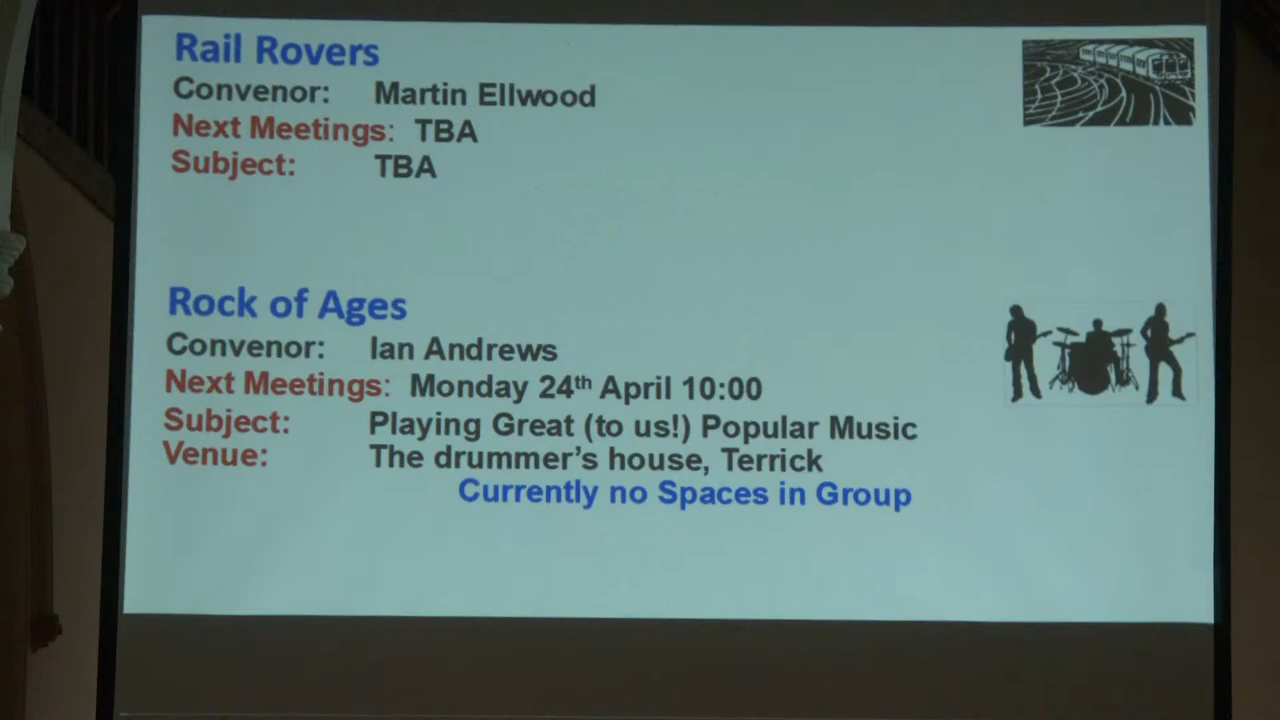 Rail Rovers
Convenor: Martin Ellwood
Next Meetings: TBA
Subject: TBA
Rock of Ages
Convenor: Ian Andrews
Next Meetings: Monday 24th April 10:00
Subject: Playing Great (to us!) Popular Music
Venue: The drummer's house, Terrick
Currently no Spaces in Group